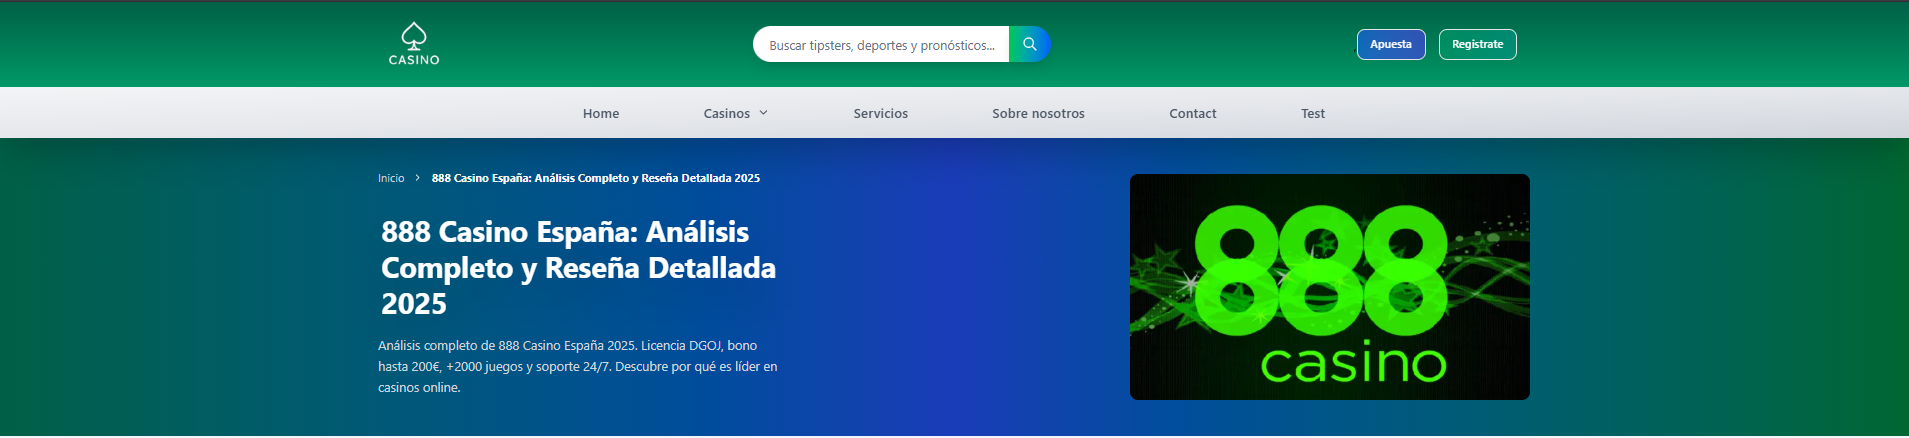 CASINO
Buscar tipsters, deportes y pronósticos...
Apuesta
Registrate
Home
Casinos
Servicios
Sobre nosotros
Contact
Test
Inicio > 888 Casino España: Análisis Completo y Reseña Detallada 2025
888 Casino España: Análisis
Completo y Reseña Detallada
2025
Análisis completo de 888 Casino España 2025. Licencia DGOJ, bono
hasta 200€, +2000 juegos y soporte 24/7. Descubre por qué es líder en
casinos online.
888
casino